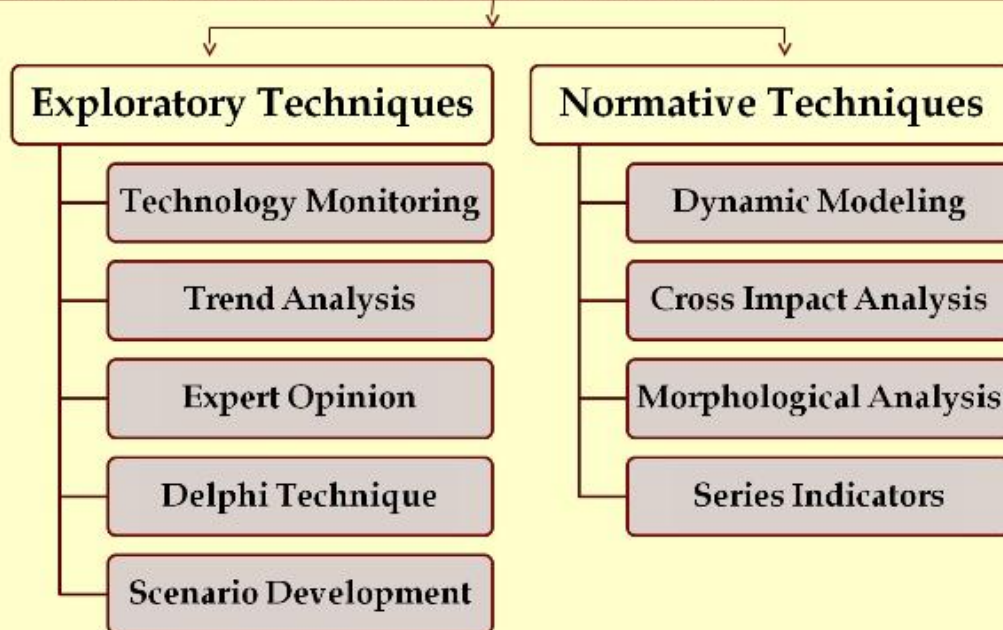 Exploratory Techniques
Technology Monitoring
Trend Analysis
Expert Opinion
Delphi Technique
Scenario Development
Normative Techniques
Dynamic Modeling
Cross Impact Analysis
Morphological Analysis
Series Indicators